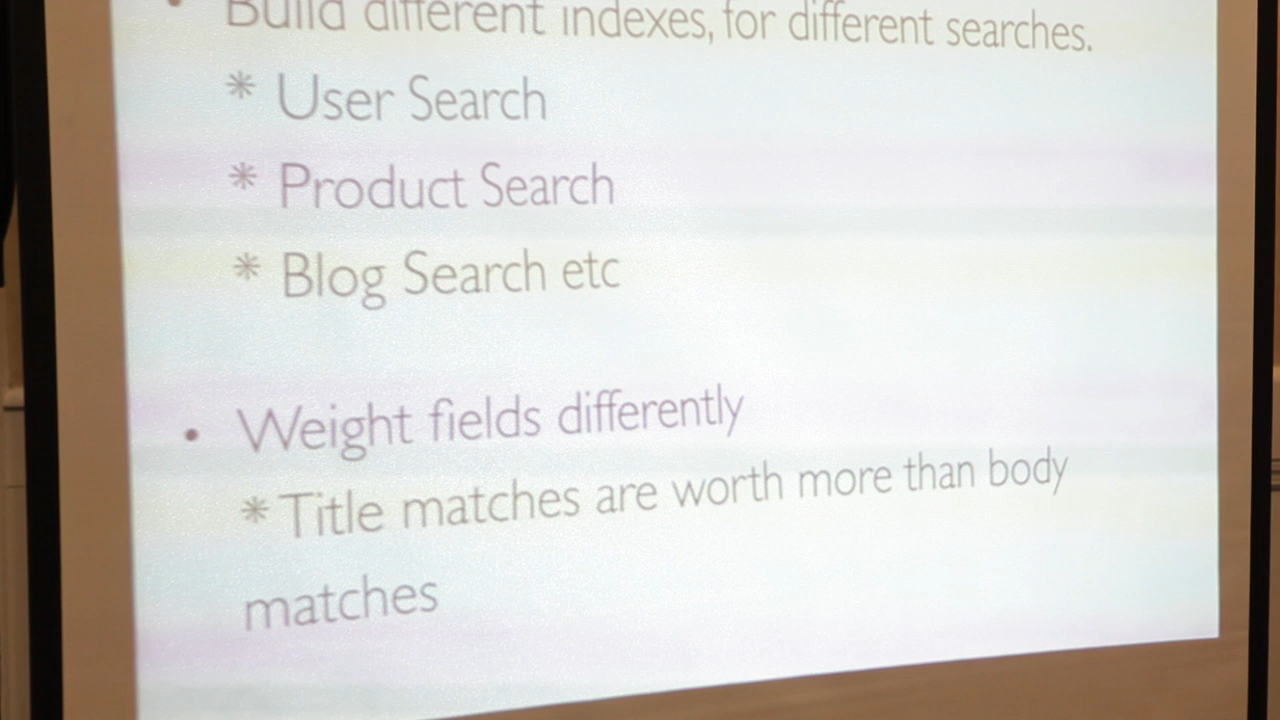 • Build different indexes, for different searches.
* User Search
* Product Search
* Blog Search etc
• Weight fields differently
* Title matches are worth more than body
matches